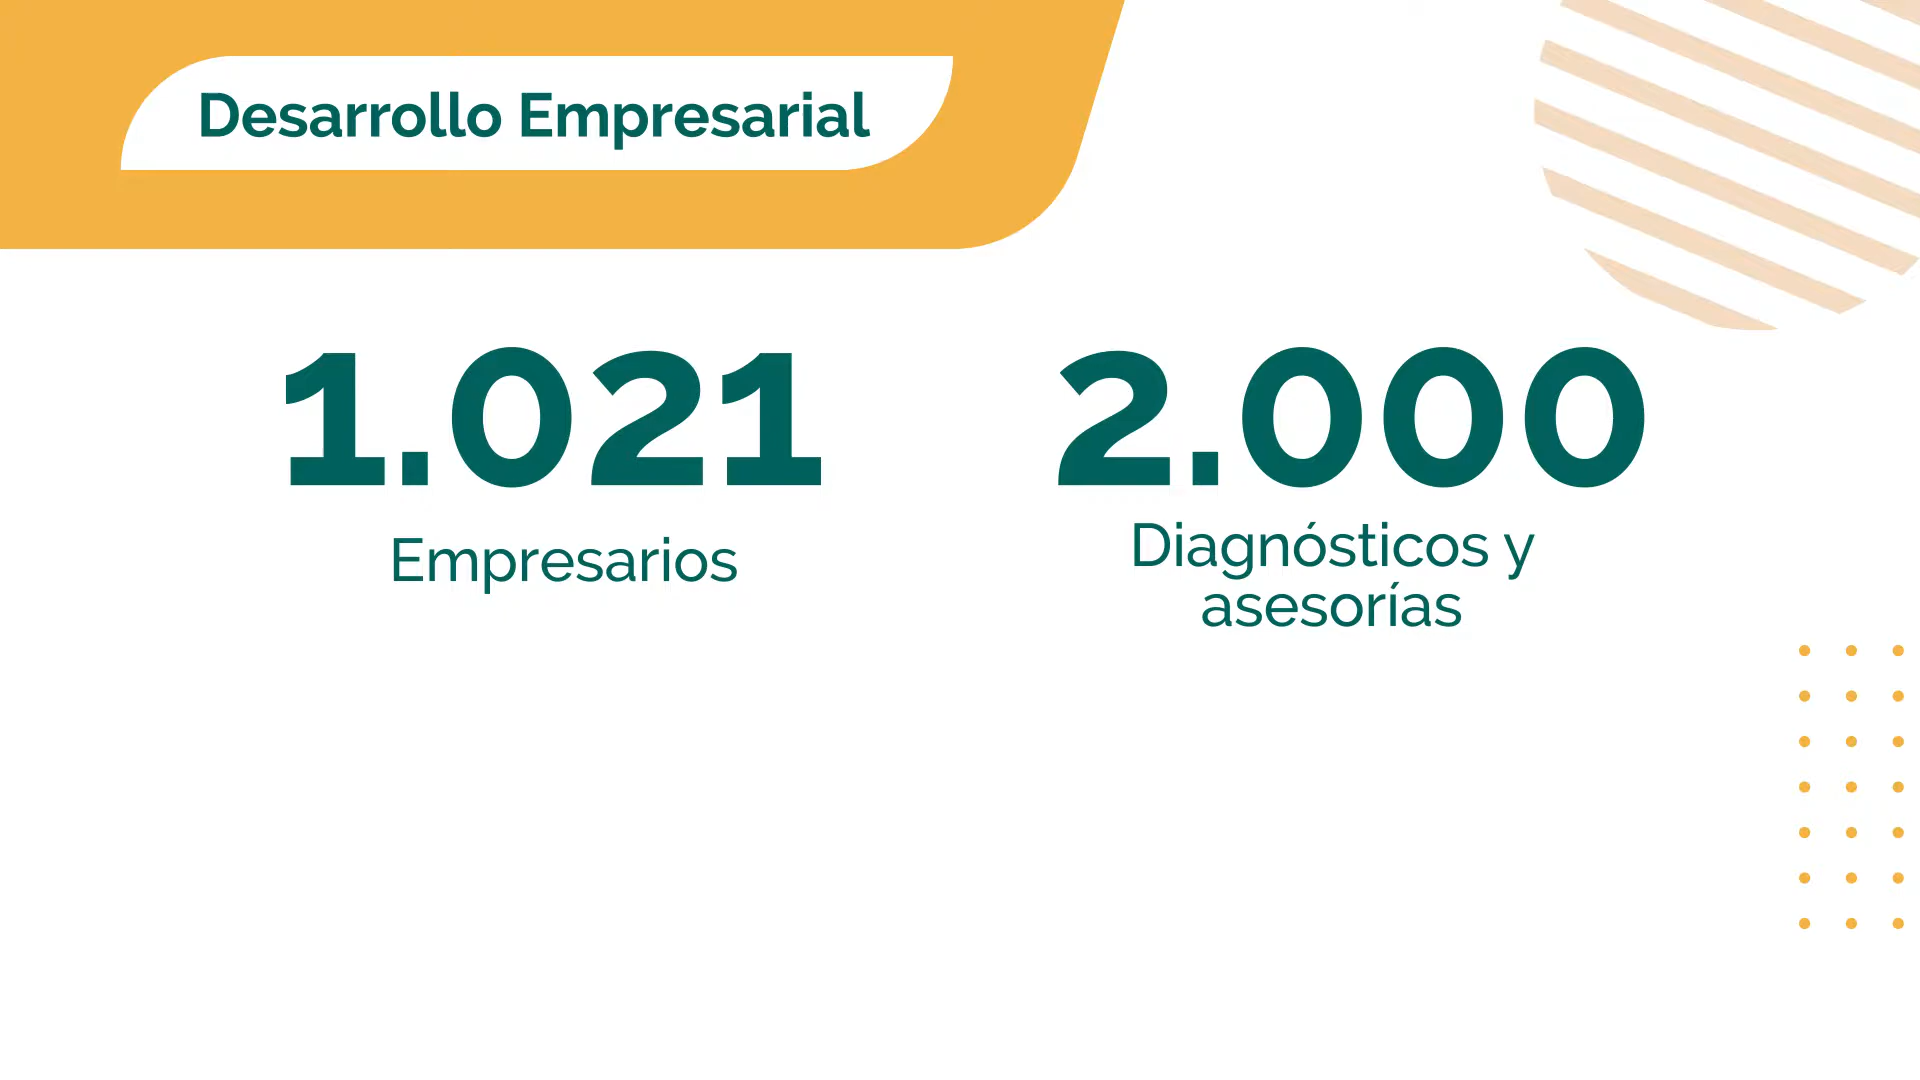 Desarrollo Empresarial
1.021
Empresarios
2.000
Diagnósticos y
asesorías